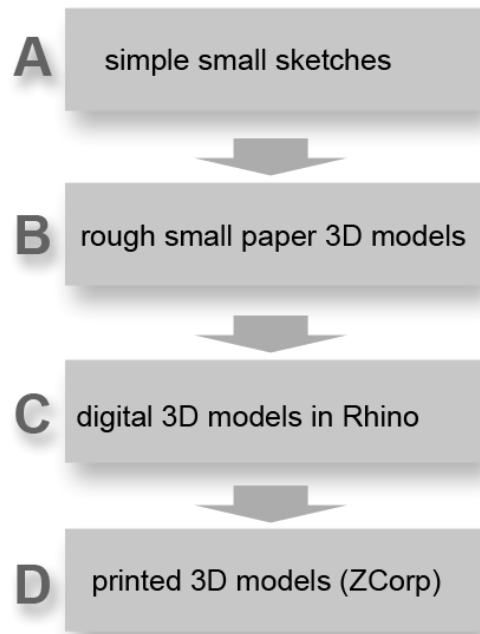 A
simple small sketches
B
rough small paper 3D models
C
digital 3D models in Rhino
D
printed 3D models (ZCorp)